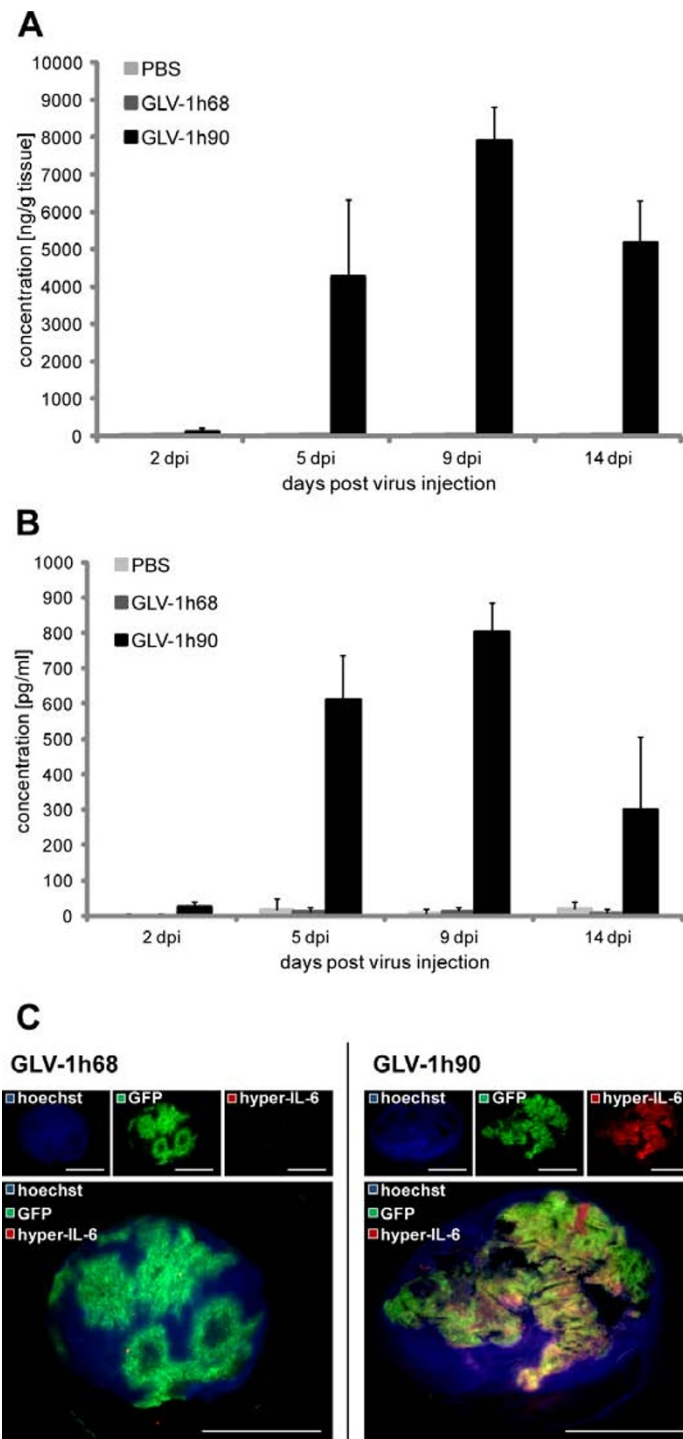 A
10000
9000
8000
7000
6000
5000
4000
3000
2000
1000
0
concentration [ng/g tissue]
PBS
GLV-1h68
GLV-1h90
2 dpi 5 dpi 9 dpi 14 dpi
days post virus injection
B
1000
900
800
700
600
500
400
300
200
100
0
concentration [pg/ml]
PBS
GLV-1h68
GLV-1h90
2 dpi 5 dpi 9 dpi 14 dpi
days post virus injection
C
GLV-1h68
hoechst GFP hyper-IL-6
hoechst
GFP
hyper-IL-6
GLV-1h90
hoechst GFP hyper-IL-6
hoechst
GFP
hyper-IL-6